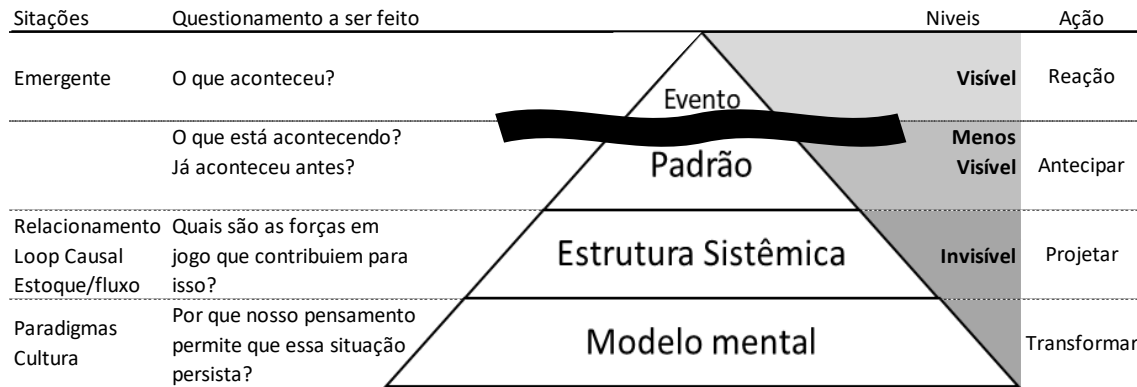 Sitações Questionamento a ser feito Niveis Ação
Emergente O que aconteceu? Evento Visível Reação
O que está acontecendo? Menos
Já aconteceu antes? Padrão Visível Antecipar
Relacionamento Quais são as forças em
Loop Causal jogo que contribuiem para Estrutura Sistêmica Invisível Projetar
Estoque/fluxo isso?
Paradigmas Por que nosso pensamento
Cultura permite que essa situação Modelo mental Transformar
persista?